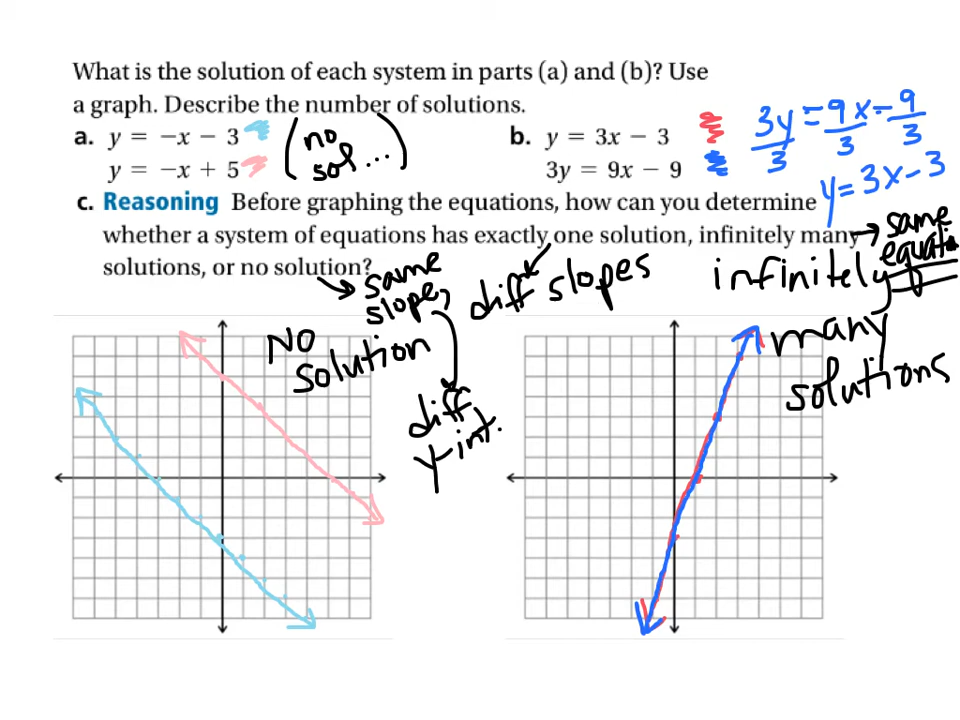 What is the solution of each system in parts (a) and (b)? Use
a graph. Describe the number of solutions.
a. y = −x − 3
y = −x + 5
(no
sol...)
b. y = 3x − 3
3y = 9x − 9
3y = 9x − 9
3 3 3
y = 3x − 3
c. Reasoning Before graphing the equations, how can you determine
whether a system of equations has exactly one solution, infinitely many
solutions, or no solution?
same
slope,
diff
y-int.
diff slopes
same
equation
infinitely
many
solutions
NO
solution